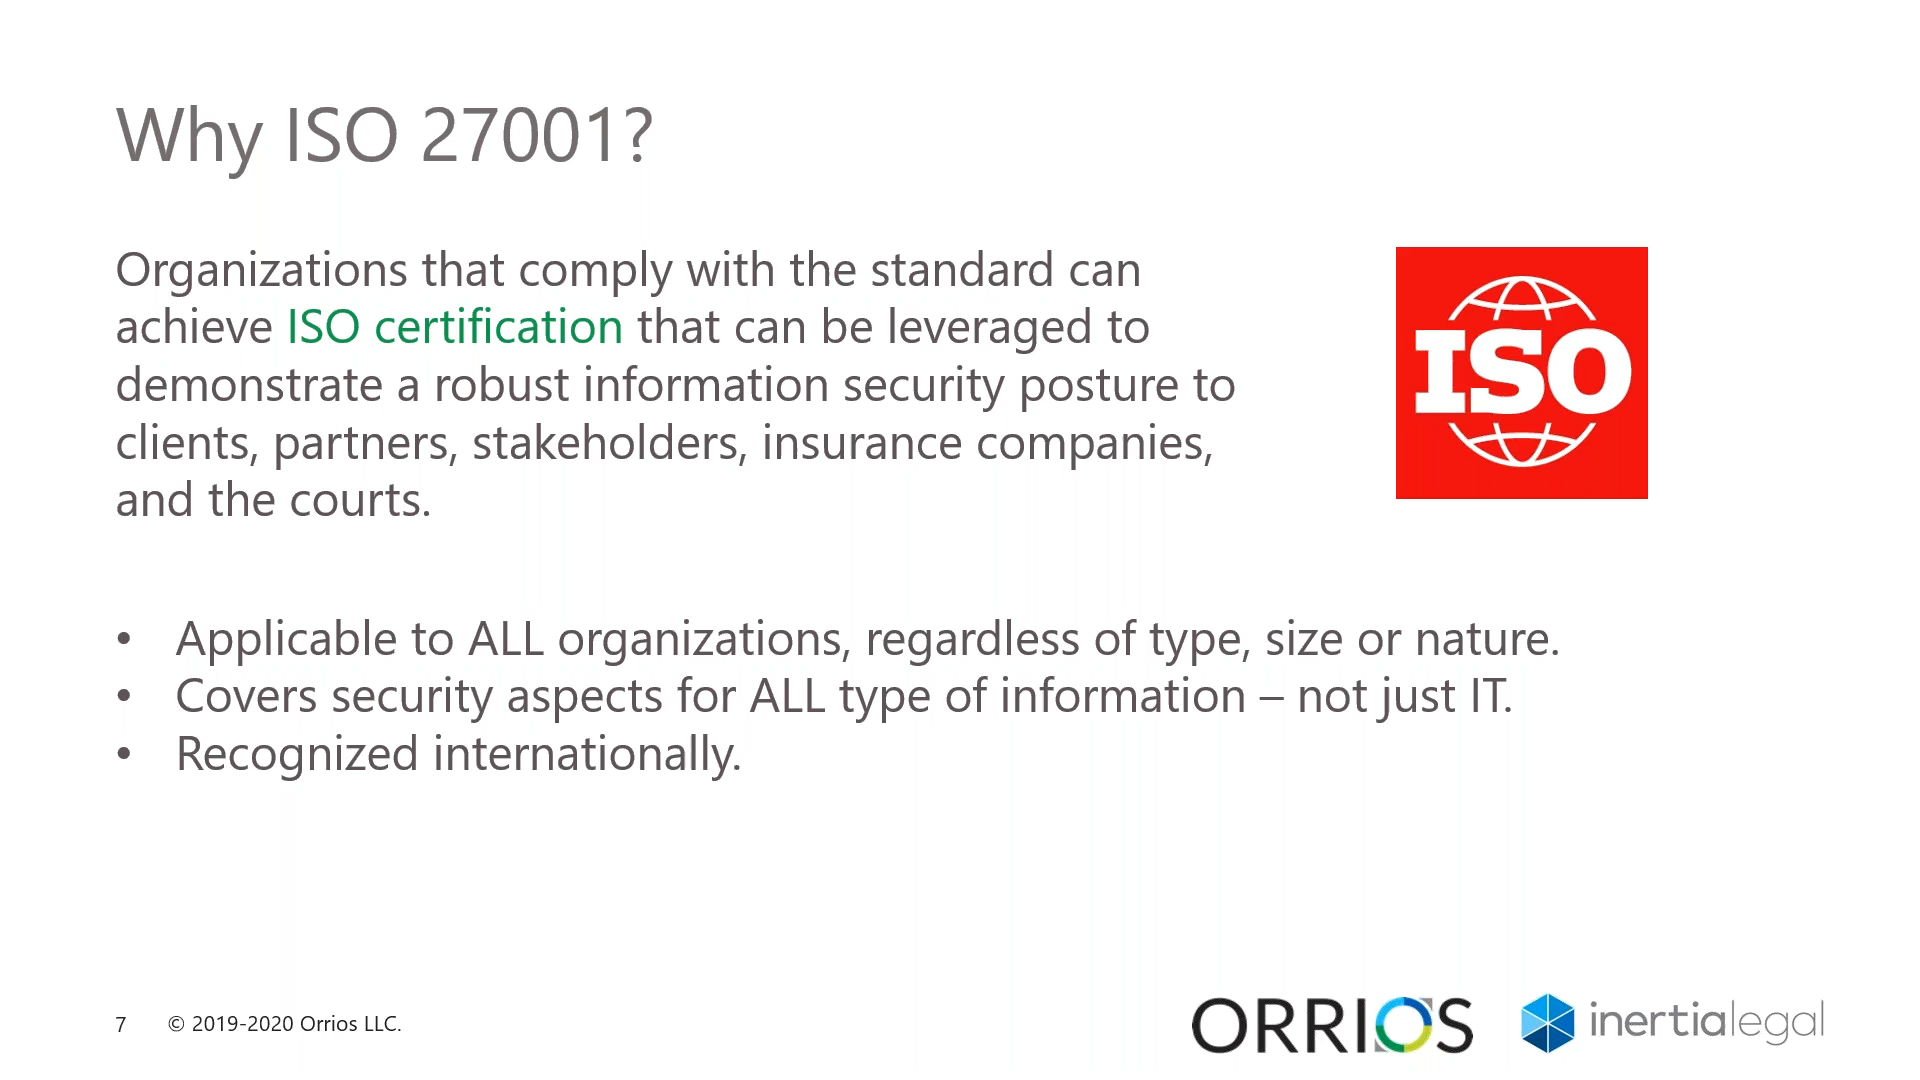 Why ISO 27001?
Organizations that comply with the standard can
achieve ISO certification that can be leveraged to
demonstrate a robust information security posture to
clients, partners, stakeholders, insurance companies,
and the courts.
ISO
• Applicable to ALL organizations, regardless of type, size or nature.
• Covers security aspects for ALL type of information – not just IT.
• Recognized internationally.
7 © 2019-2020 Orrios LLC.
ORRIOS
inertialegal